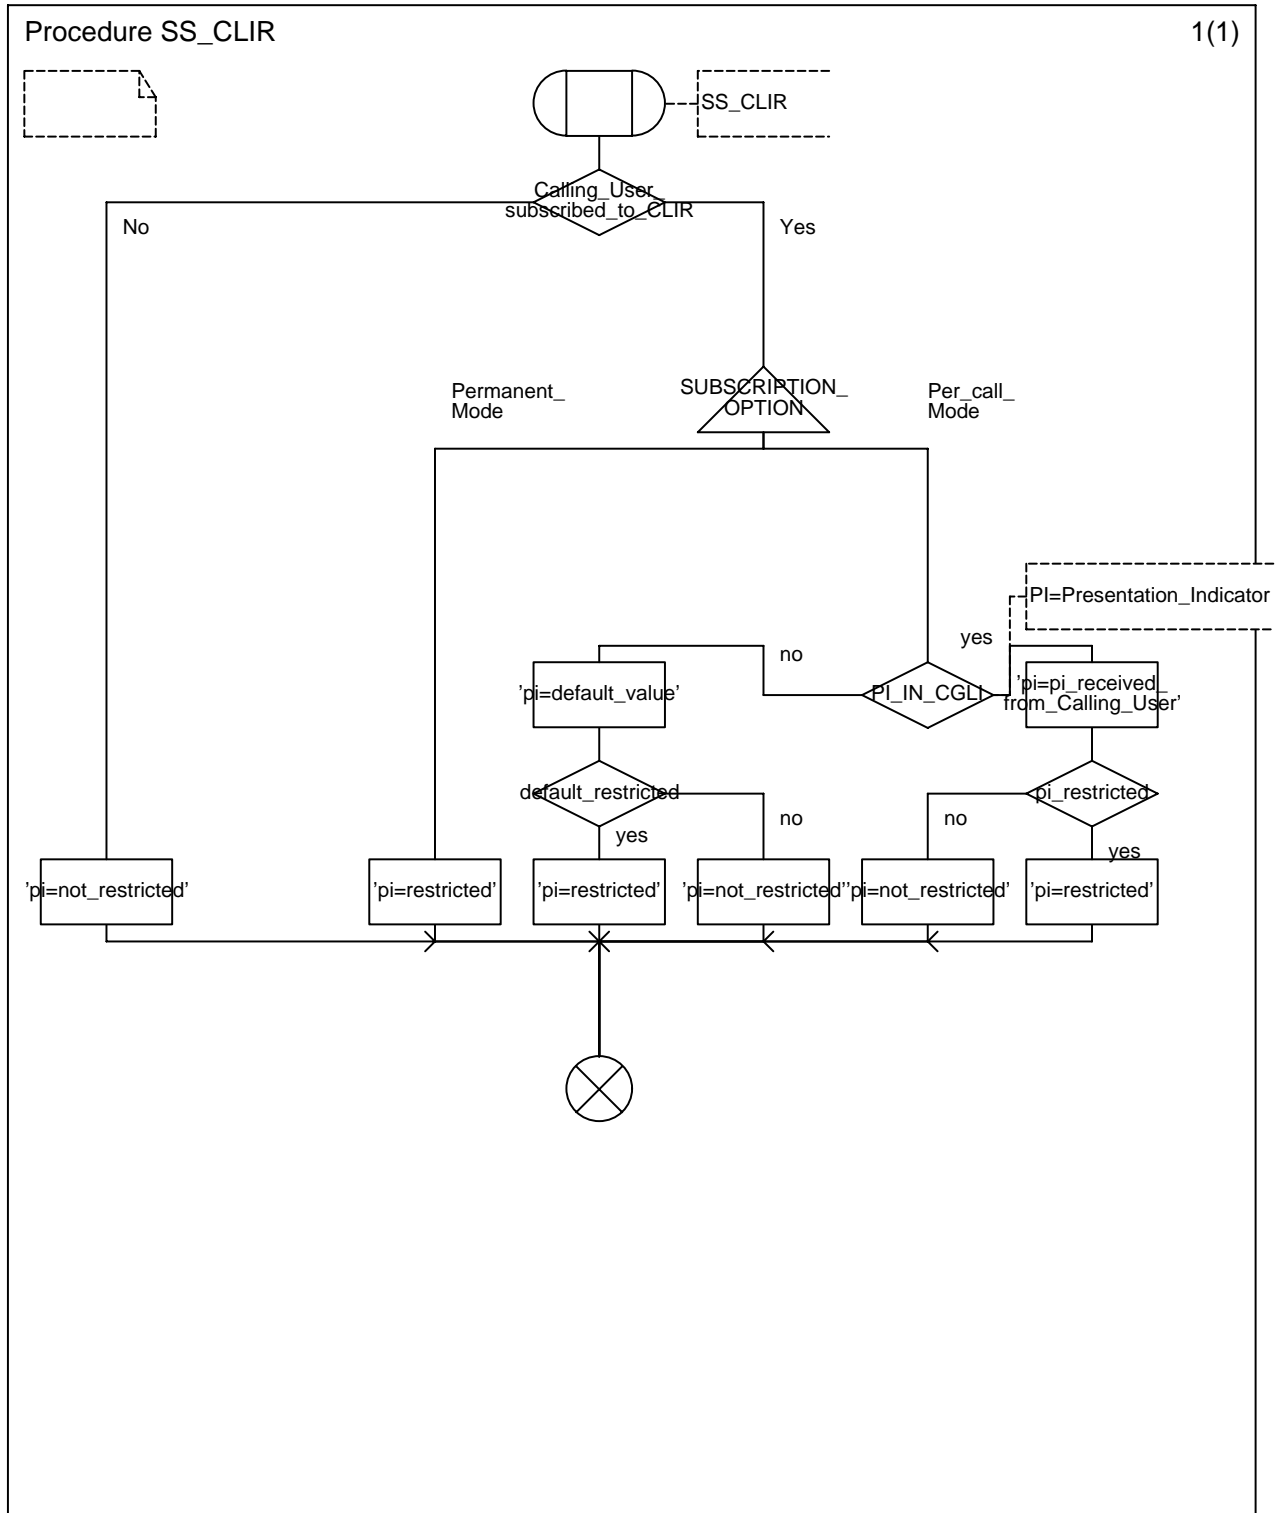 Procedure SS_CLIR
1(1)
SS_CLIR
Calling_User_
subscribed_to_CLIR
No
Yes
Permanent_
Mode
SUBSCRIPTION_
OPTION
Per_call_
Mode
PI=Presentation_Indicator
no
yes
'pi=default_value'
PI_IN_CGLI
'pi=pi_received_
from_Calling_User'
default_restricted
pi_restricted
yes
no
no
yes
'pi=not_restricted'
'pi=restricted'
'pi=restricted'
'pi=not_restricted'
'pi=not_restricted'
'pi=restricted'